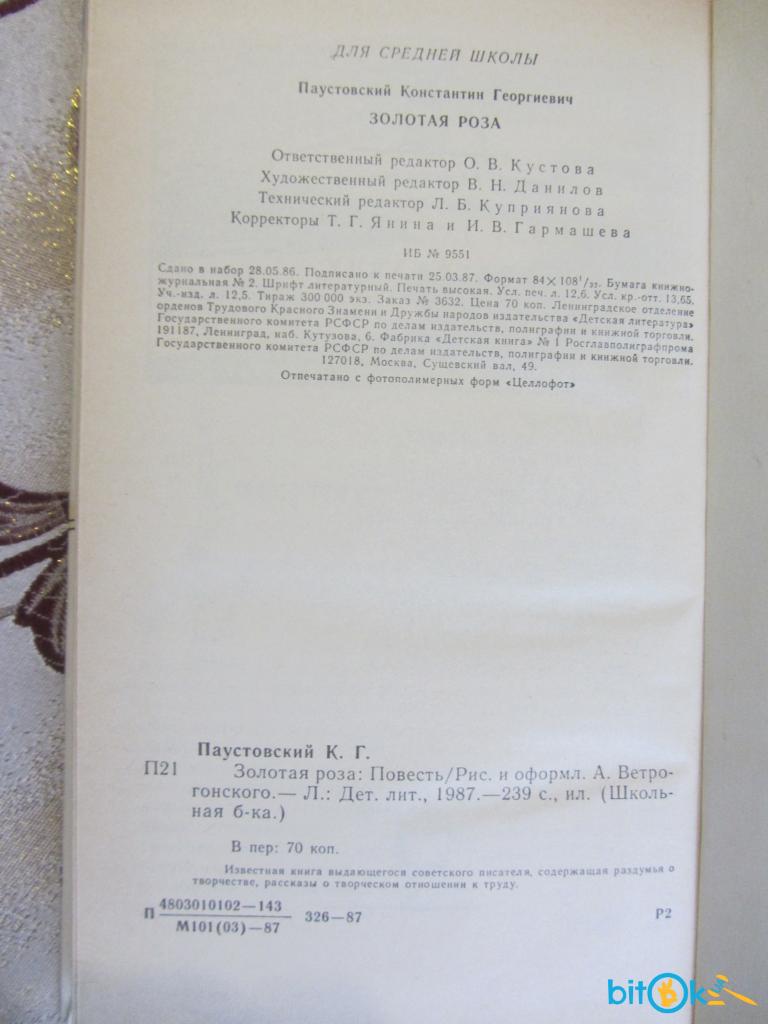 ДЛЯ СРЕДНЕЙ ШКОЛЫ
Паустовский Константин Георгиевич
ЗОЛОТАЯ РОЗА
Ответственный редактор О. В. Кустова
Художественный редактор В. Н. Данилов
Технический редактор Л. Б. Куприянова
Корректоры Т. Г. Янина и И. В. Гармашева
ИБ № 9551
Сдано в набор 28.05.86. Подписано к печати 25.03.87. Формат 84×108¹/₃₂. Бумага книжно-
журнальная № 2. Шрифт литературный. Печать высокая. Усл. печ. л. 12,6. Усл. кр.-отт. 13,65.
Уч.-изд. л. 12,5. Тираж 300 000 экз. Заказ № 3632. Цена 70 коп. Ленинградское отделение
орденов Трудового Красного Знамени и Дружбы народов издательства «Детская литература»
Государственного комитета РСФСР по делам издательств, полиграфии и книжной торговли.
191187, Ленинград, наб. Кутузова, 6. Фабрика «Детская книга» № 1 Росглавполиграфпрома
Государственного комитета РСФСР по делам издательств, полиграфии и книжной торговли.
127018, Москва, Сущевский вал, 49.
Отпечатано с фотополимерных форм «Целлофот»
Паустовский К. Г.
П21 Золотая роза: Повесть/Рис. и оформл. А. Ветро-
гонского.— Л.: Дет. лит., 1987.—239 с., ил. (Школь-
ная б-ка.)
В пер: 70 коп.
Известная книга выдающегося советского писателя, содержащая раздумья о
творчестве, рассказы о творческом отношении к труду.
П 4803010102—143 326—87 Р2
М101(03)—87
bitok